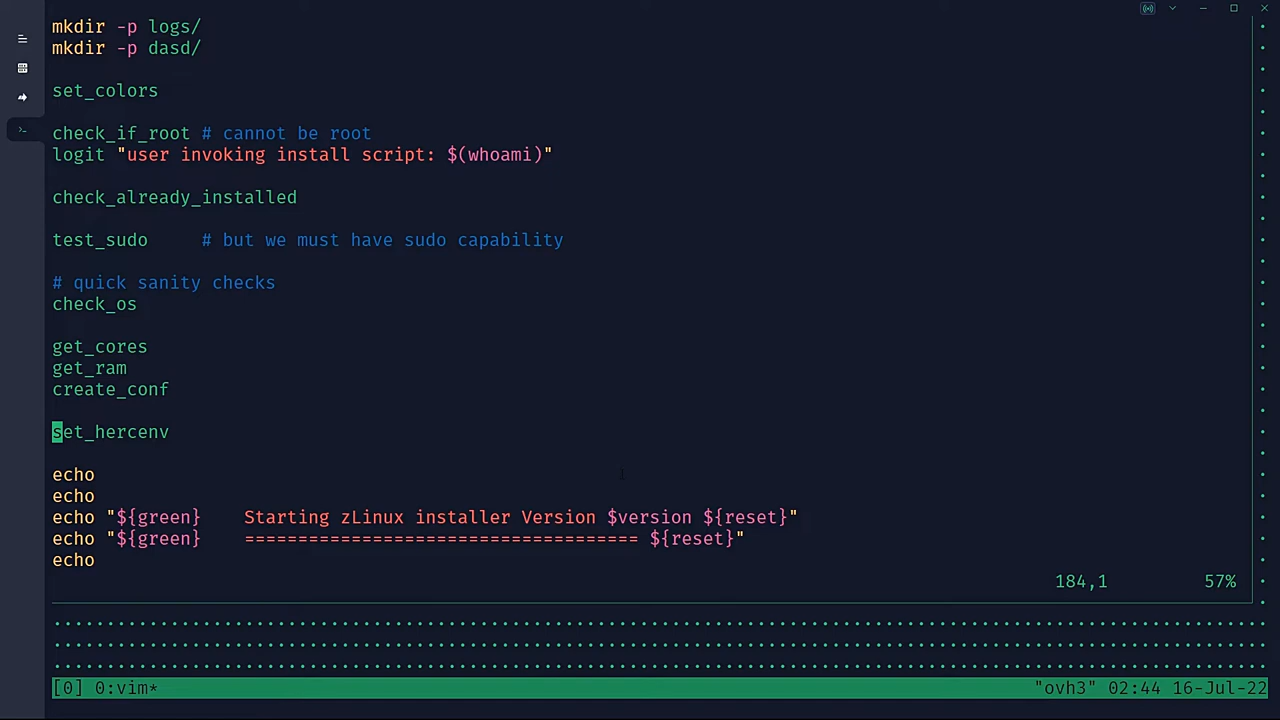 mkdir -p logs/
mkdir -p dasd/
set_colors
check_if_root # cannot be root
logit "user invoking install script: $(whoami)"
check_already_installed
test_sudo     # but we must have sudo capability
# quick sanity checks
check_os
get_cores
get_ram
create_conf
set_hercenv
echo
echo
echo "${green}    Starting zLinux installer Version $version ${reset}"
echo "${green}    ===================================== ${reset}"
echo
184,1         57%
[0] 0:vim* "ovh3" 02:44 16-Jul-22